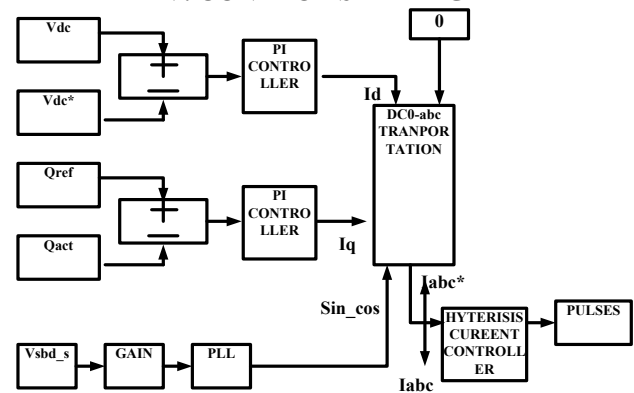 Vdc
0
PI
CONTRO
LLER
Vdc*
Id
DC0-abc
TRANPOR
TATION
Qref
PI
CONTRO
LLER
Qact
Iq
Iabc*
Sin_cos
HYTERISIS
CUREENT
CONTROLL
ER
PULSES
Vsbd_s
GAIN
PLL
Iabc